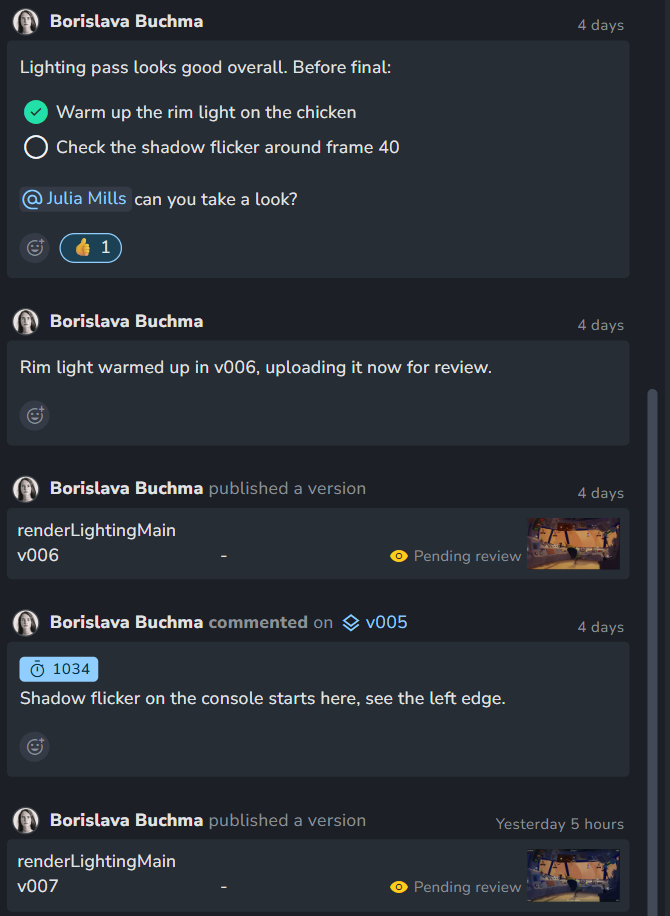 Borislava Buchma
4 days
Lighting pass looks good overall. Before final:
Warm up the rim light on the chicken
Check the shadow flicker around frame 40
@Julia Mills can you take a look?
👍 1
Borislava Buchma
4 days
Rim light warmed up in v006, uploading it now for review.
Borislava Buchma published a version
4 days
renderLightingMain
v006 - Pending review
Borislava Buchma commented on v005
4 days
1034
Shadow flicker on the console starts here, see the left edge.
Borislava Buchma published a version
Yesterday 5 hours
renderLightingMain
v007 - Pending review